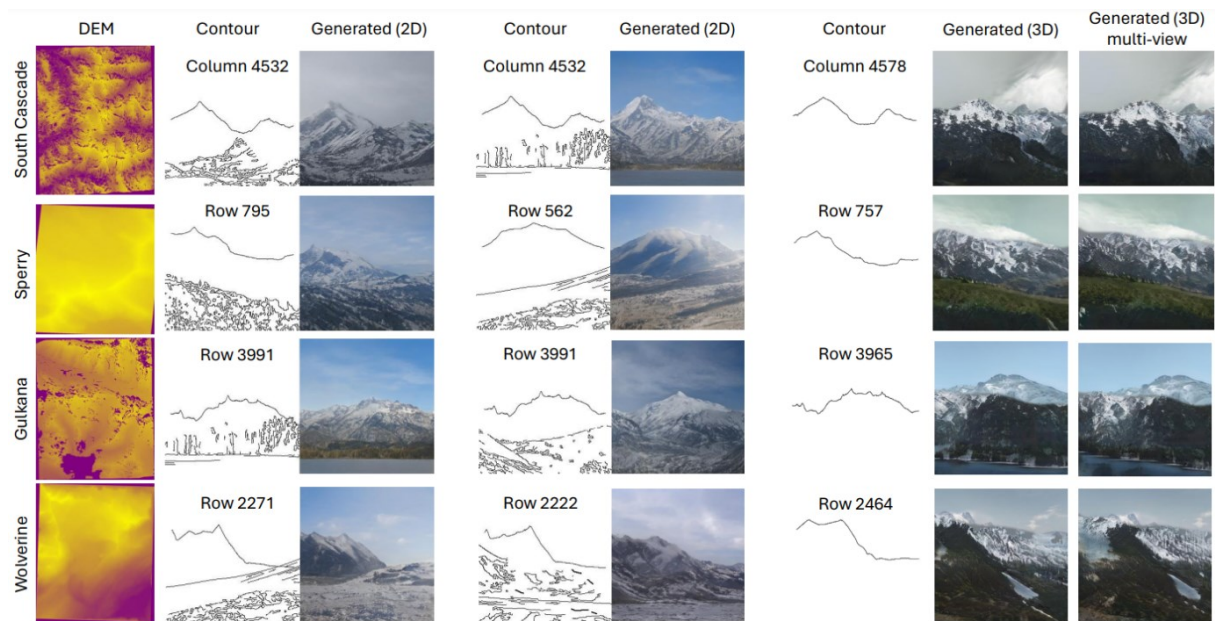 DEM
Contour
Generated (2D)
Contour
Generated (2D)
Contour
Generated (3D)
Generated (3D)
multi-view
South Cascade
Column 4532
Column 4532
Column 4578
Sperry
Row 795
Row 562
Row 757
Gulkana
Row 3991
Row 3991
Row 3965
Wolverine
Row 2271
Row 2222
Row 2464